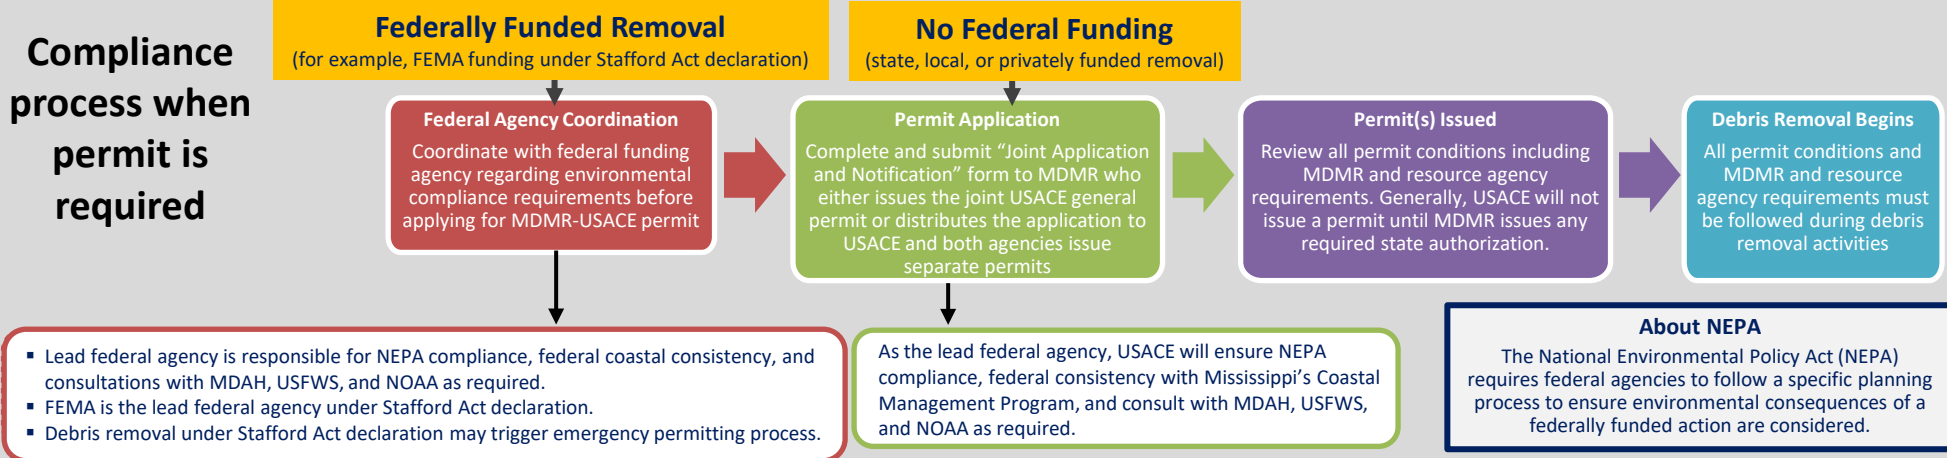 Compliance
process when
permit is
required
Federally Funded Removal
(for example, FEMA funding under Stafford Act declaration)
No Federal Funding
(state, local, or privately funded removal)
Federal Agency Coordination
Coordinate with federal funding
agency regarding environmental
compliance requirements before
applying for MDMR-USACE permit
Permit Application
Complete and submit “Joint Application
and Notification” form to MDMR who
either issues the joint USACE general
permit or distributes the application to
USACE and both agencies issue
separate permits
Permit(s) Issued
Review all permit conditions including
MDMR and resource agency
requirements. Generally, USACE will not
issue a permit until MDMR issues any
required state authorization.
Debris Removal Begins
All permit conditions and
MDMR and resource
agency requirements must
be followed during debris
removal activities
▪ Lead federal agency is responsible for NEPA compliance, federal coastal consistency, and
consultations with MDAH, USFWS, and NOAA as required.
▪ FEMA is the lead federal agency under Stafford Act declaration.
▪ Debris removal under Stafford Act declaration may trigger emergency permitting process.
As the lead federal agency, USACE will ensure NEPA
compliance, federal consistency with Mississippi’s Coastal
Management Program, and consult with MDAH, USFWS,
and NOAA as required.
About NEPA
The National Environmental Policy Act (NEPA)
requires federal agencies to follow a specific planning
process to ensure environmental consequences of a
federally funded action are considered.